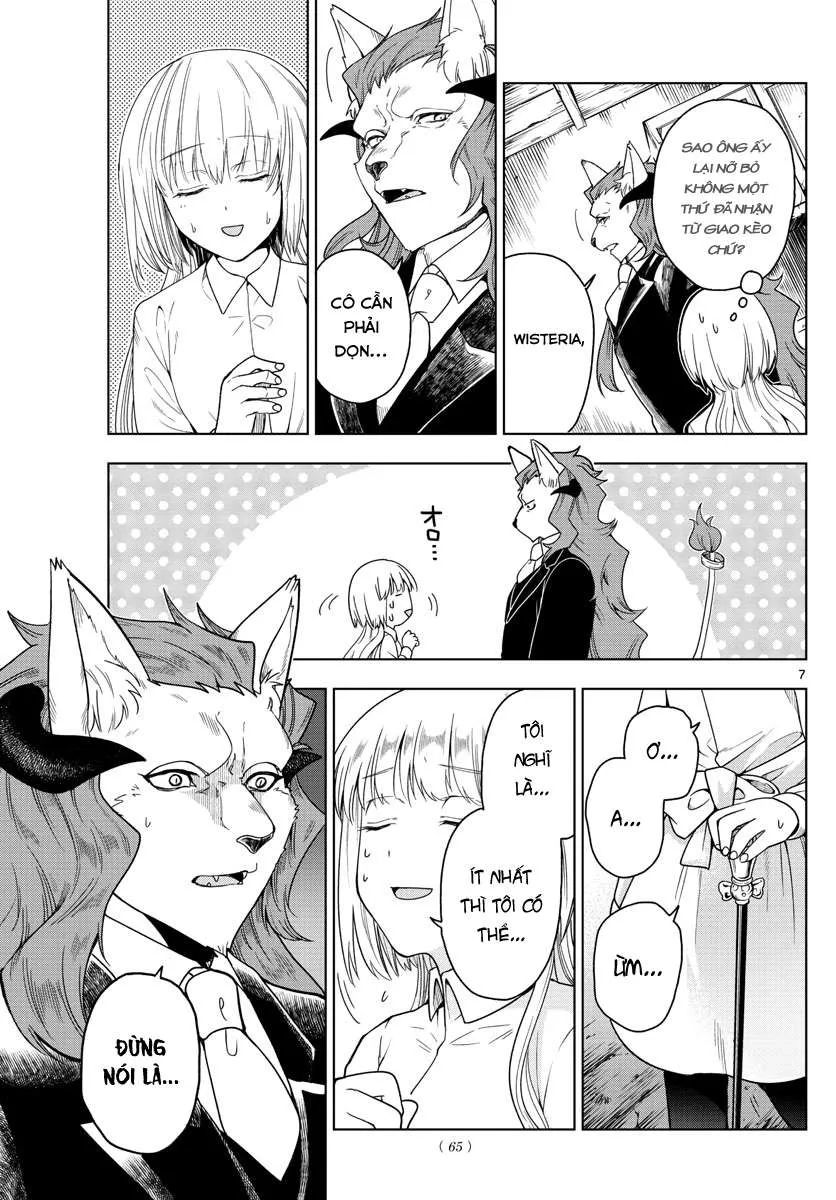 SAO ÔNG ẤY
LẠI NỠ BỎ
KHÔNG MỘT
THỨ ĐÃ NHẬN
TỪ GIAO KÈO
CHỨ?
WISTERIA,
CÔ CẦN
PHẢI
DỌN...
オロ...
7
Ơ...
A...
ỪM...
TÔI
NGHĨ
LÀ...
ÍT NHẤT
THÌ TÔI CÓ
THỂ...
ĐỪNG
NÓI LÀ...
( 65 )